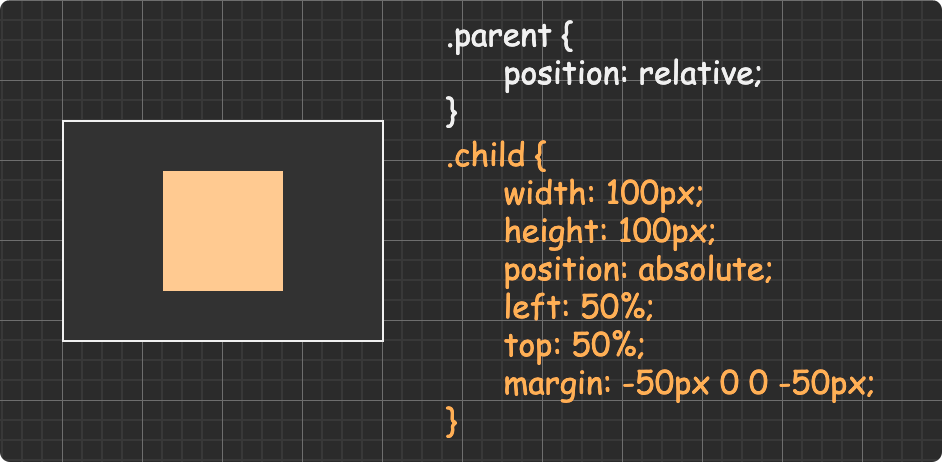 .parent {
position: relative;
}
.child {
width: 100px;
height: 100px;
position: absolute;
left: 50%;
top: 50%;
margin: -50px 0 0 -50px;
}